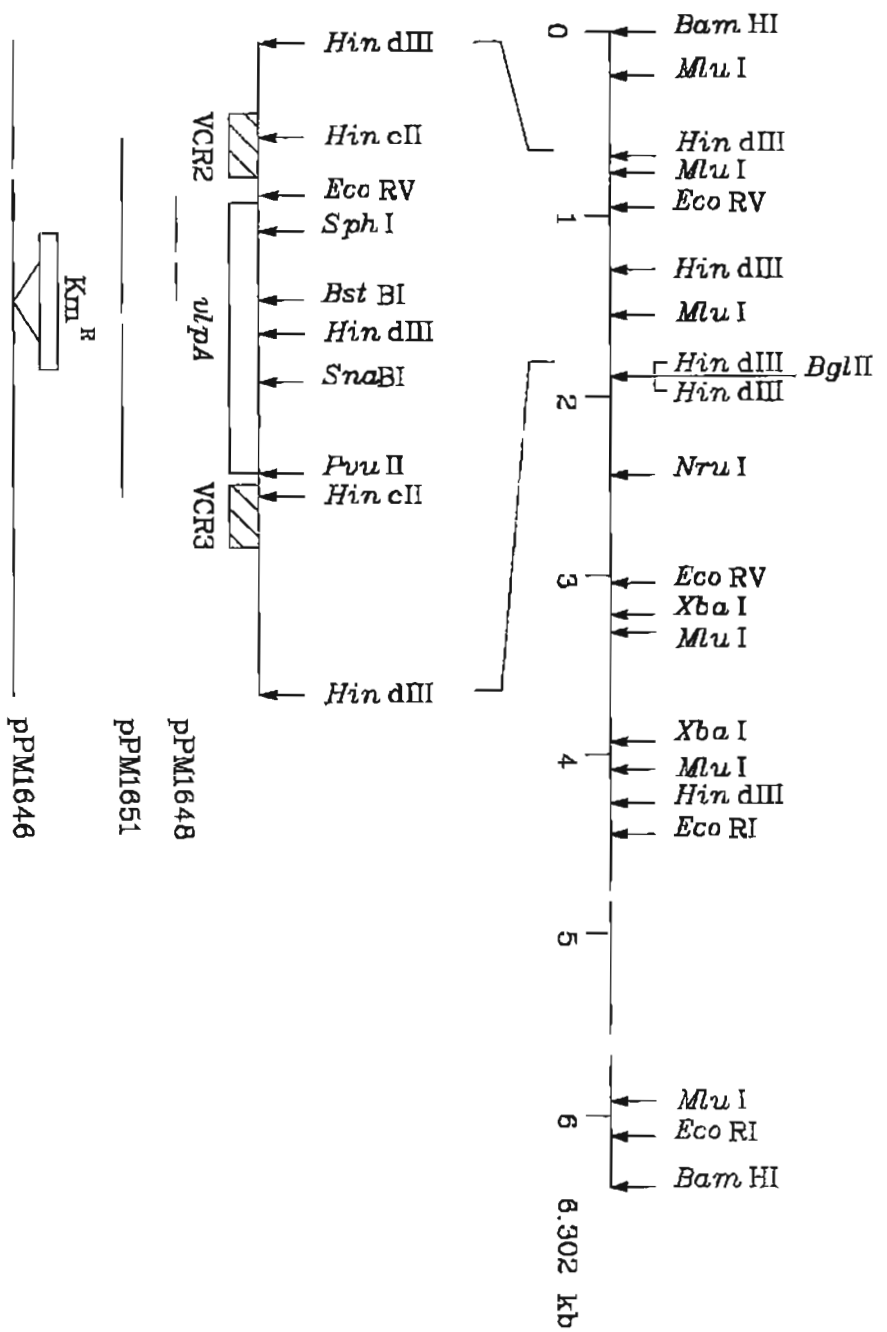 Bam HI
Mlu I
Hin dIII
Mlu I
Eco RV
Hin dIII
Mlu I
Hin dIII
Bgl II
Hin dIII
Nru I
Eco RV
Xba I
Mlu I
Xba I
Mlu I
Hin dIII
Eco RI
Mlu I
Eco RI
Bam HI
0
1
2
3
4
5
6
6.302 kb
Hin dIII
Hin cII
Eco RV
Sph I
Bst BI
Hin dIII
SnaBI
Pvu II
Hin cII
Hin dIII
VCR2
vlpA
VCR3
Km R
pPM1648
pPM1651
pPM1646